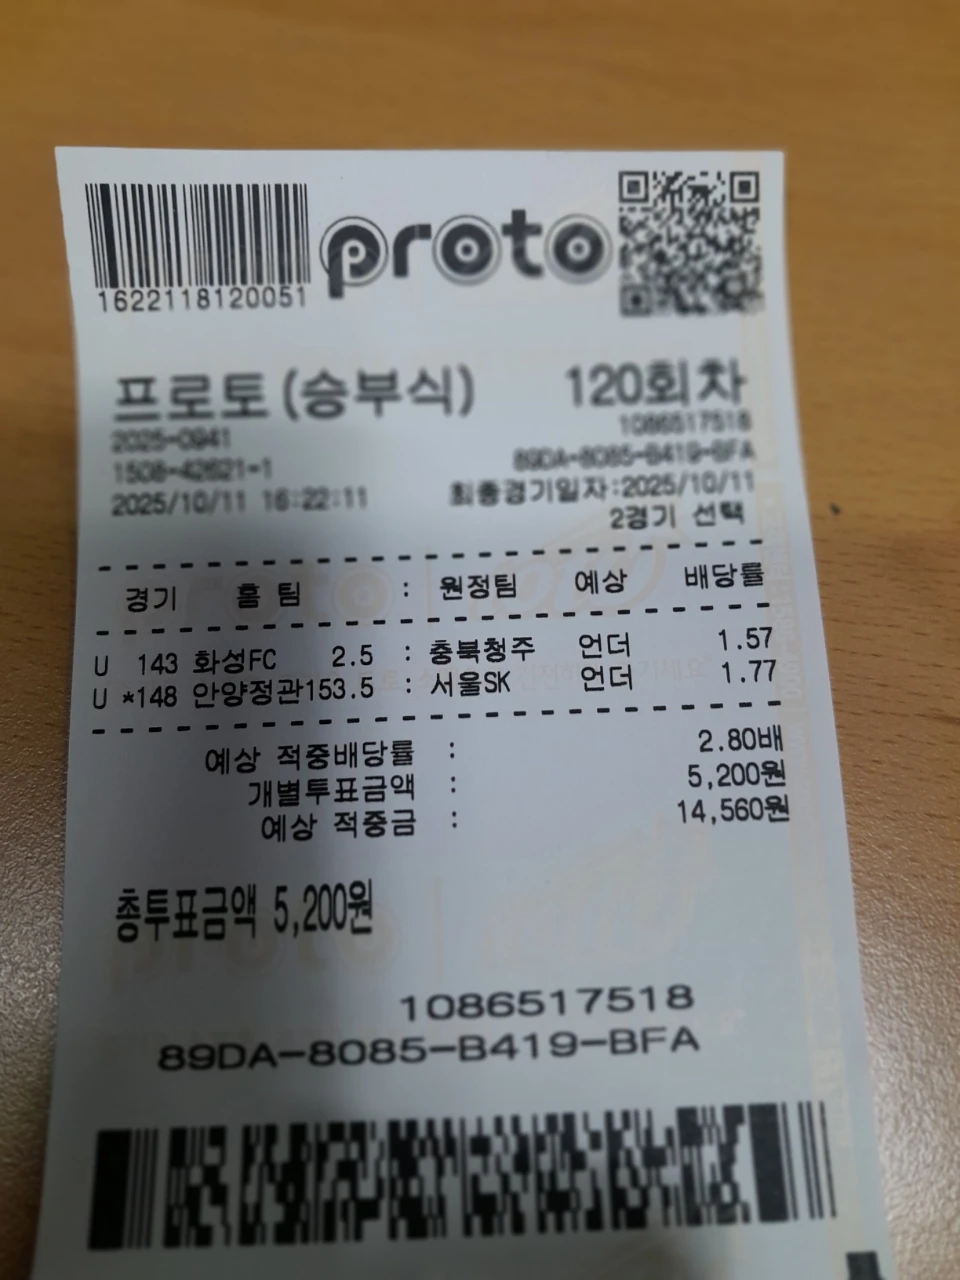 proto
1622118120051
프로토(승부식) 120회차
2025-0941 1086517518
1508-42621-1 89DA-8085-B419-BFA
2025/10/11 16:22:11 최종경기일자:2025/10/11
2경기 선택
경기 홈 팀 : 원정팀 예상 배당률
U 143 화성FC 2.5 : 충북청주 언더 1.57
U *148 안양정관153.5 : 서울SK 언더 1.77
예상 적중배당률 : 2.80배
개별투표금액 : 5,200원
예상 적중금 : 14,560원
총투표금액 5,200원
1086517518
89DA-8085-B419-BFA